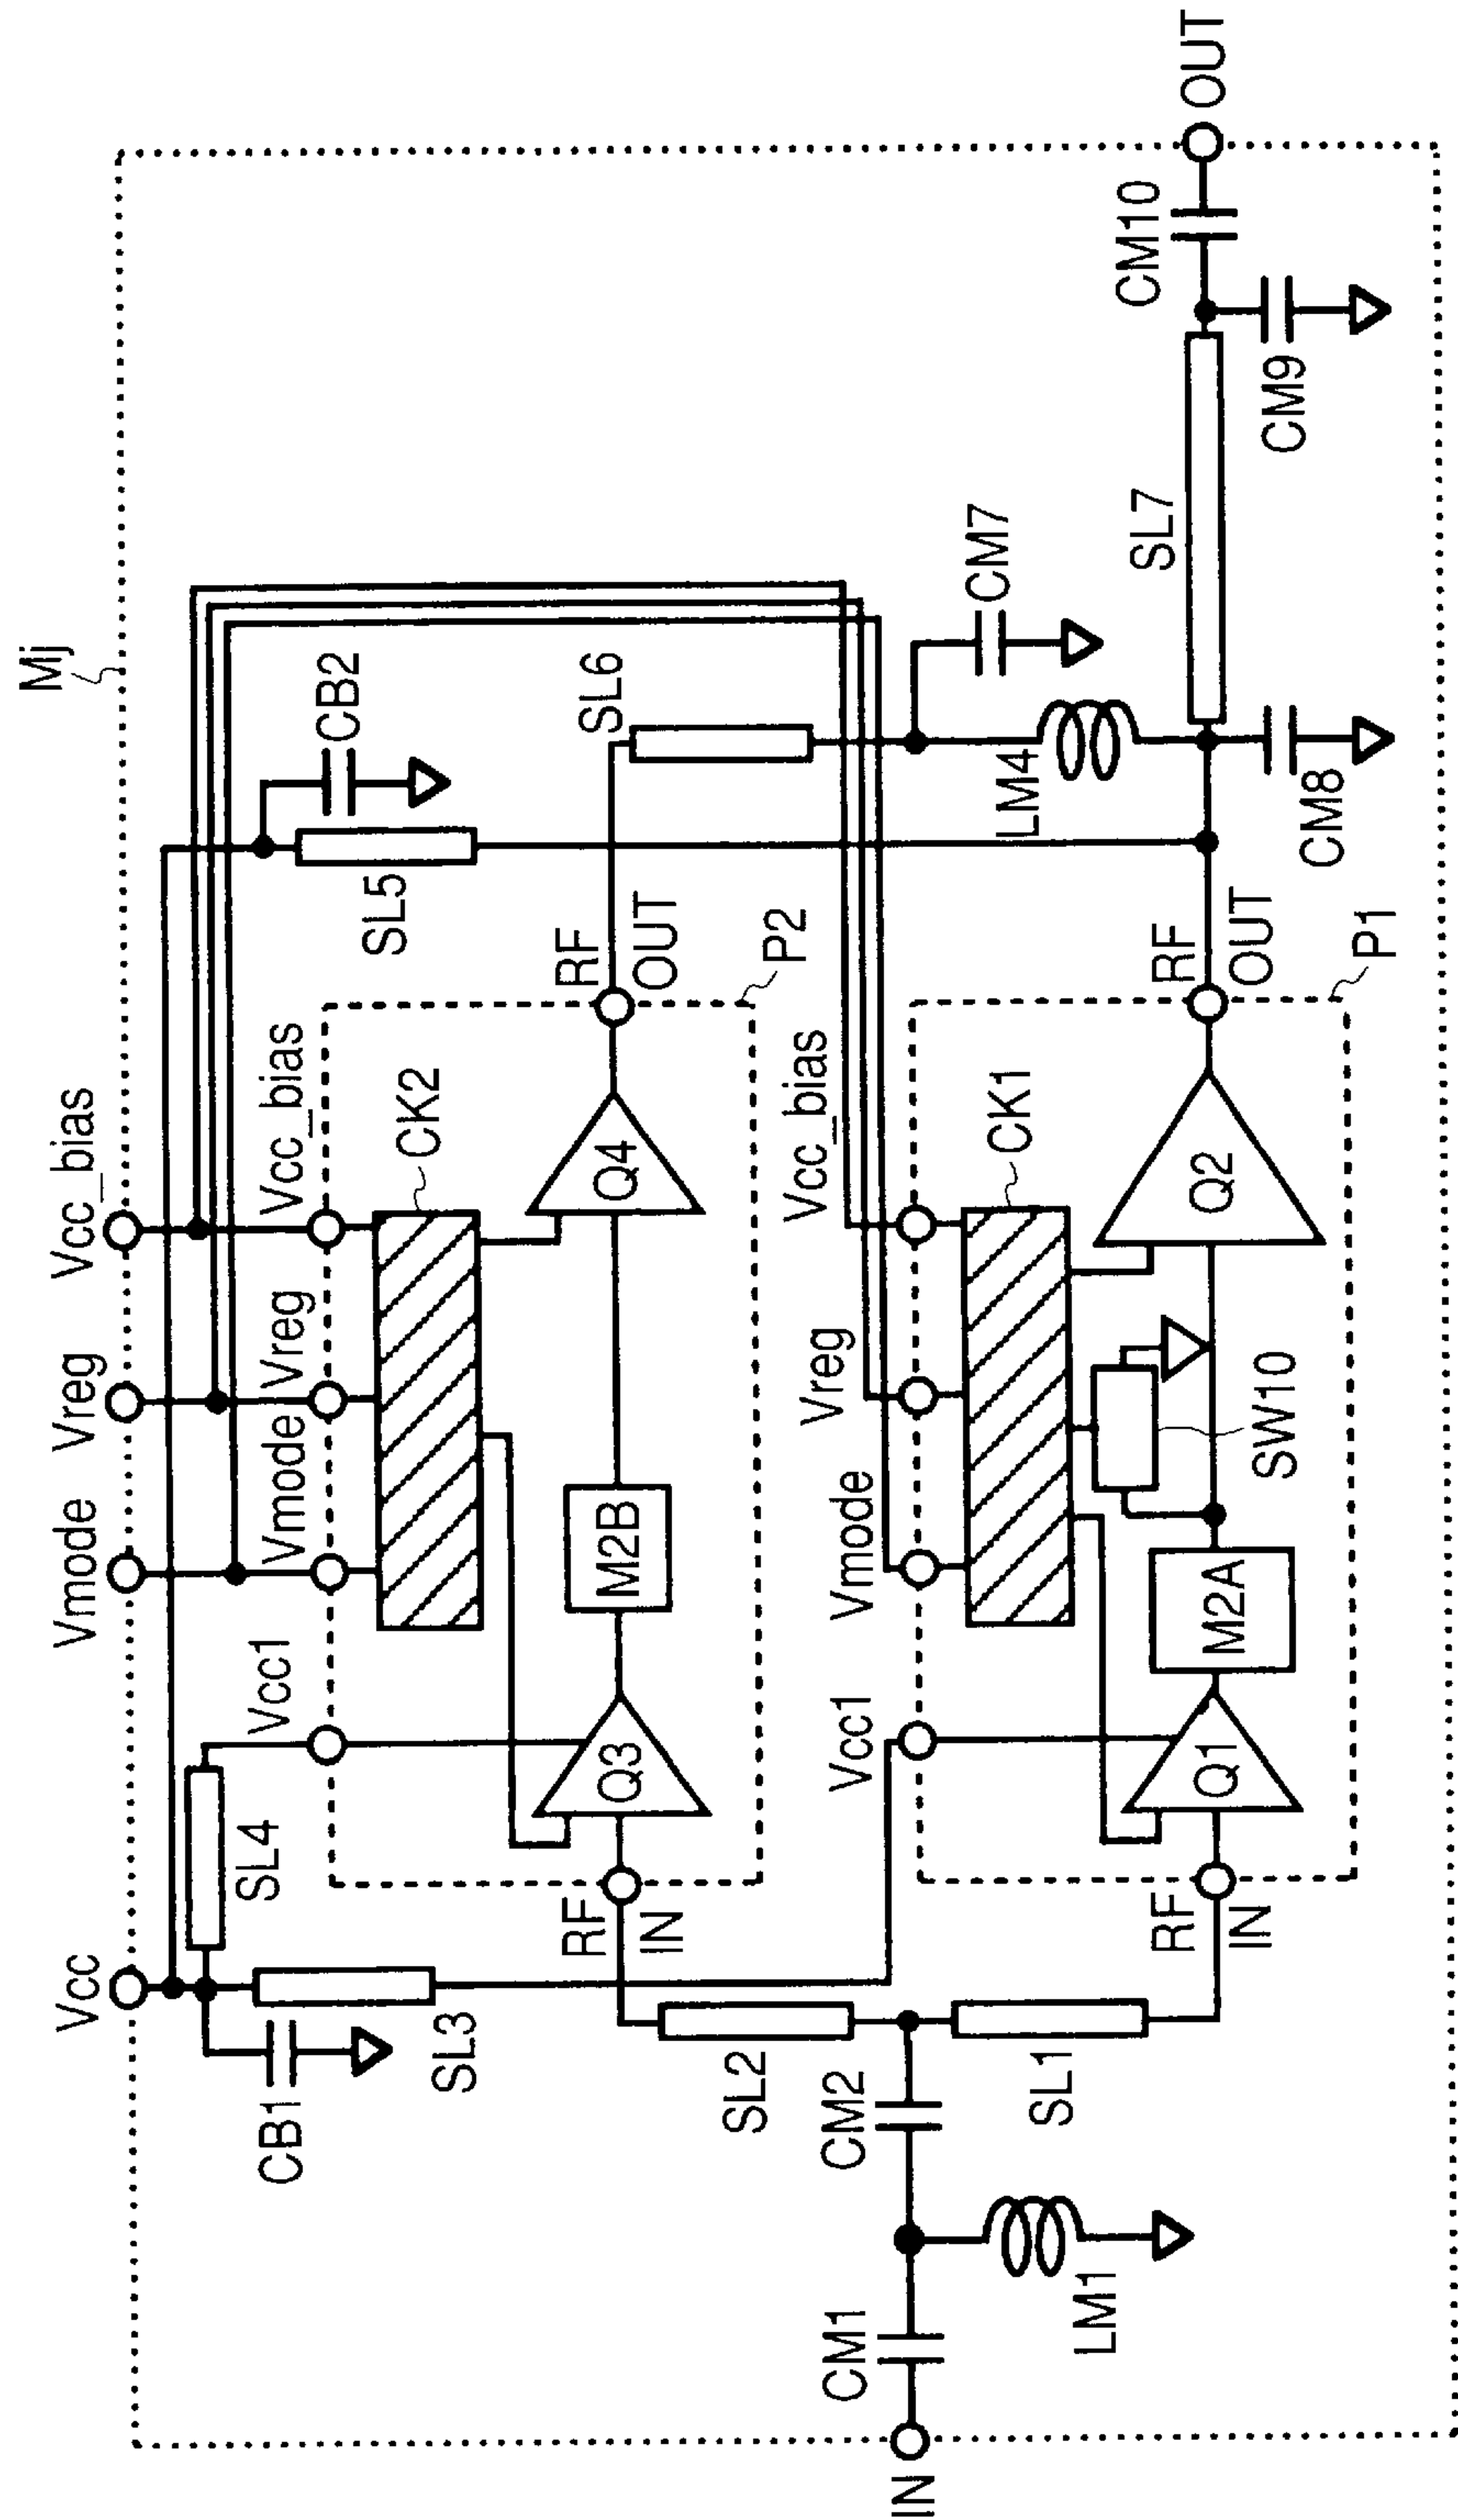 Mj
Vcc
Vmode
Vreg
Vcc_bias
CB1
SL4
SL3
Vcc1
Vmode
Vreg
Vcc_bias
CK2
SL5
CB2
RF
IN
Q3
M2B
Q4
RF
OUT
P2
SL6
CM7
LM4
IN
CM1
LM1
CM2
SL2
SL1
Vcc1
Vmode
Vreg
Vcc_bias
CK1
RF
IN
Q1
M2A
SW10
Q2
RF
OUT
P1
CM8
SL7
CM9
CM10
OUT